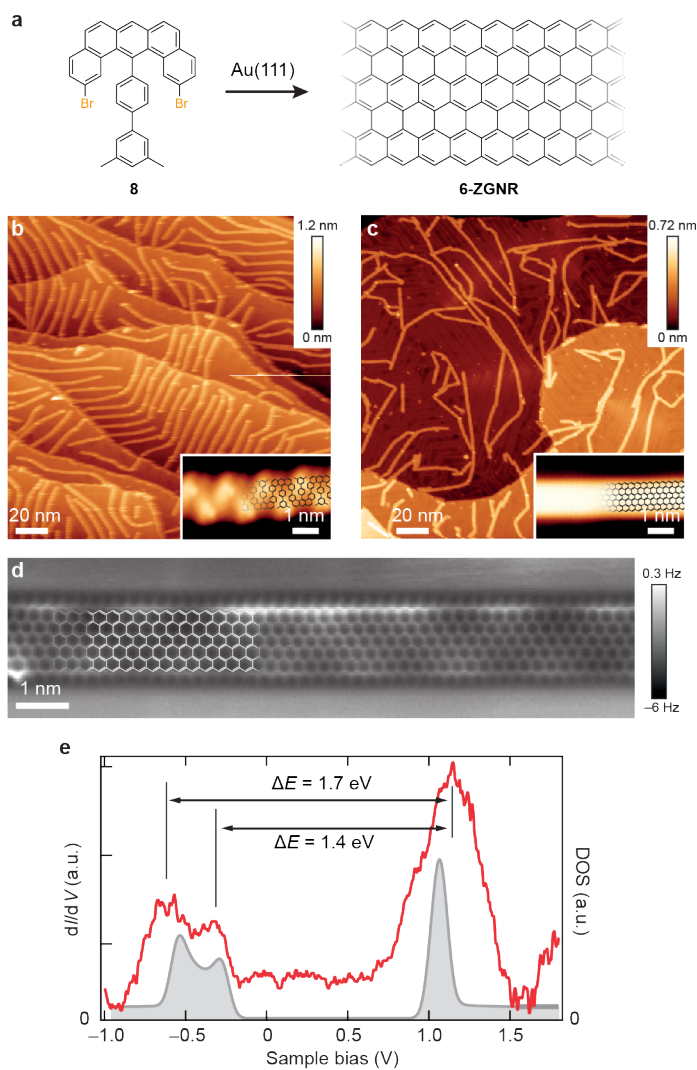 a
Br
Br
Au(111)
8
6-ZGNR
b
1.2 nm
0 nm
20 nm
1 nm
c
0.72 nm
0 nm
20 nm
1 nm
d
0.3 Hz
–6 Hz
1 nm
e
ΔE = 1.7 eV
ΔE = 1.4 eV
dI/dV (a.u.)
DOS (a.u.)
0
0
–1.0
–0.5
0
0.5
1.0
1.5
Sample bias (V)